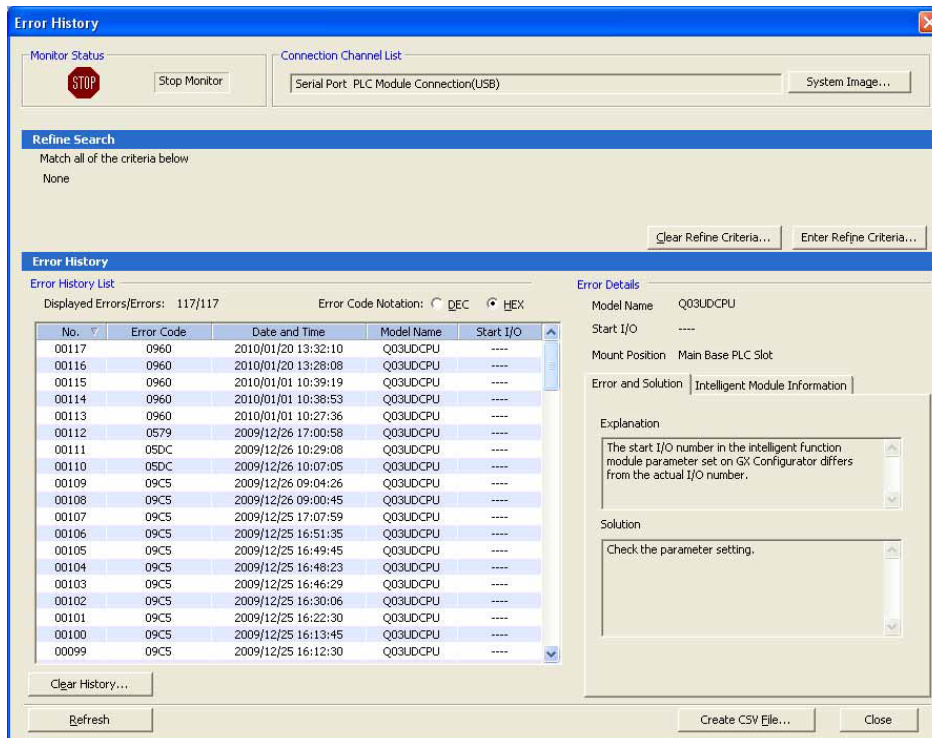 Error History
Monitor Status
STOP
Stop Monitor
Connection Channel List
Serial Port PLC Module Connection(USB)
System Image...
Refine Search
Match all of the criteria below
None
Clear Refine Criteria...
Enter Refine Criteria...
Error History
Error History List
Displayed Errors/Errors: 117/117
Error Code Notation: DEC HEX
No. Error Code Date and Time Model Name Start I/O
00117 0960 2010/01/20 13:32:10 Q03UDCPU ----
00116 0960 2010/01/20 13:28:08 Q03UDCPU ----
00115 0960 2010/01/01 10:39:19 Q03UDCPU ----
00114 0960 2010/01/01 10:38:53 Q03UDCPU ----
00113 0960 2010/01/01 10:27:36 Q03UDCPU ----
00112 0579 2009/12/26 17:00:58 Q03UDCPU ----
00111 05DC 2009/12/26 10:29:08 Q03UDCPU ----
00110 05DC 2009/12/26 10:07:05 Q03UDCPU ----
00109 09C5 2009/12/26 09:04:26 Q03UDCPU ----
00108 09C5 2009/12/26 09:00:45 Q03UDCPU ----
00107 09C5 2009/12/25 17:07:59 Q03UDCPU ----
00106 09C5 2009/12/25 16:51:35 Q03UDCPU ----
00105 09C5 2009/12/25 16:49:45 Q03UDCPU ----
00104 09C5 2009/12/25 16:48:23 Q03UDCPU ----
00103 09C5 2009/12/25 16:46:29 Q03UDCPU ----
00102 09C5 2009/12/25 16:30:06 Q03UDCPU ----
00101 09C5 2009/12/25 16:22:30 Q03UDCPU ----
00100 09C5 2009/12/25 16:13:45 Q03UDCPU ----
00099 09C5 2009/12/25 16:12:30 Q03UDCPU ----
Clear History...
Error Details
Model Name Q03UDCPU
Start I/O ----
Mount Position Main Base PLC Slot
Error and Solution
Intelligent Module Information
Explanation
The start I/O number in the intelligent function
module parameter set on GX Configurator differs
from the actual I/O number.
Solution
Check the parameter setting.
Refresh
Create CSV File...
Close